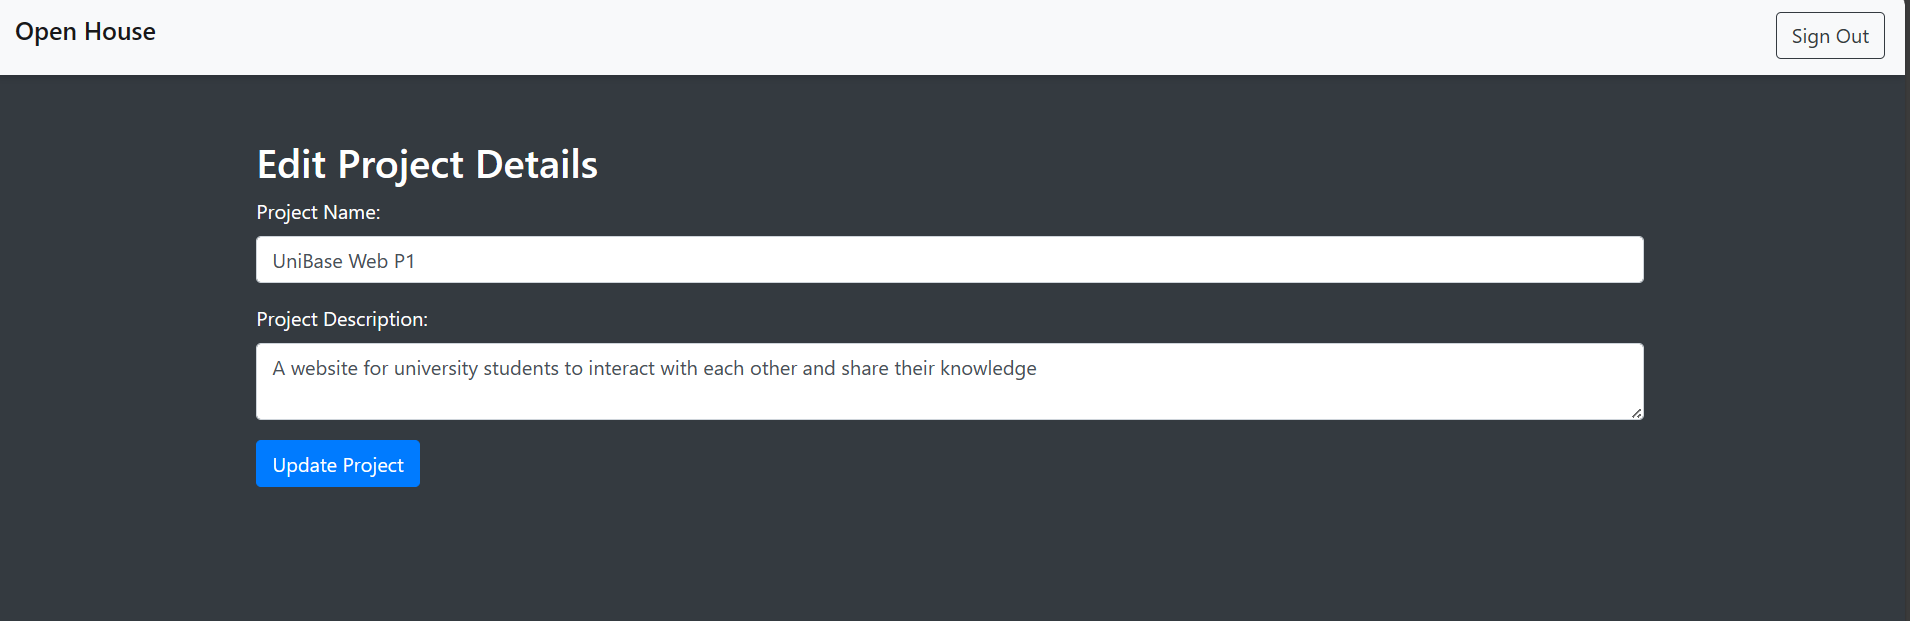 Open House
Sign Out
Edit Project Details
Project Name:
UniBase Web P1
Project Description:
A website for university students to interact with each other and share their knowledge
Update Project